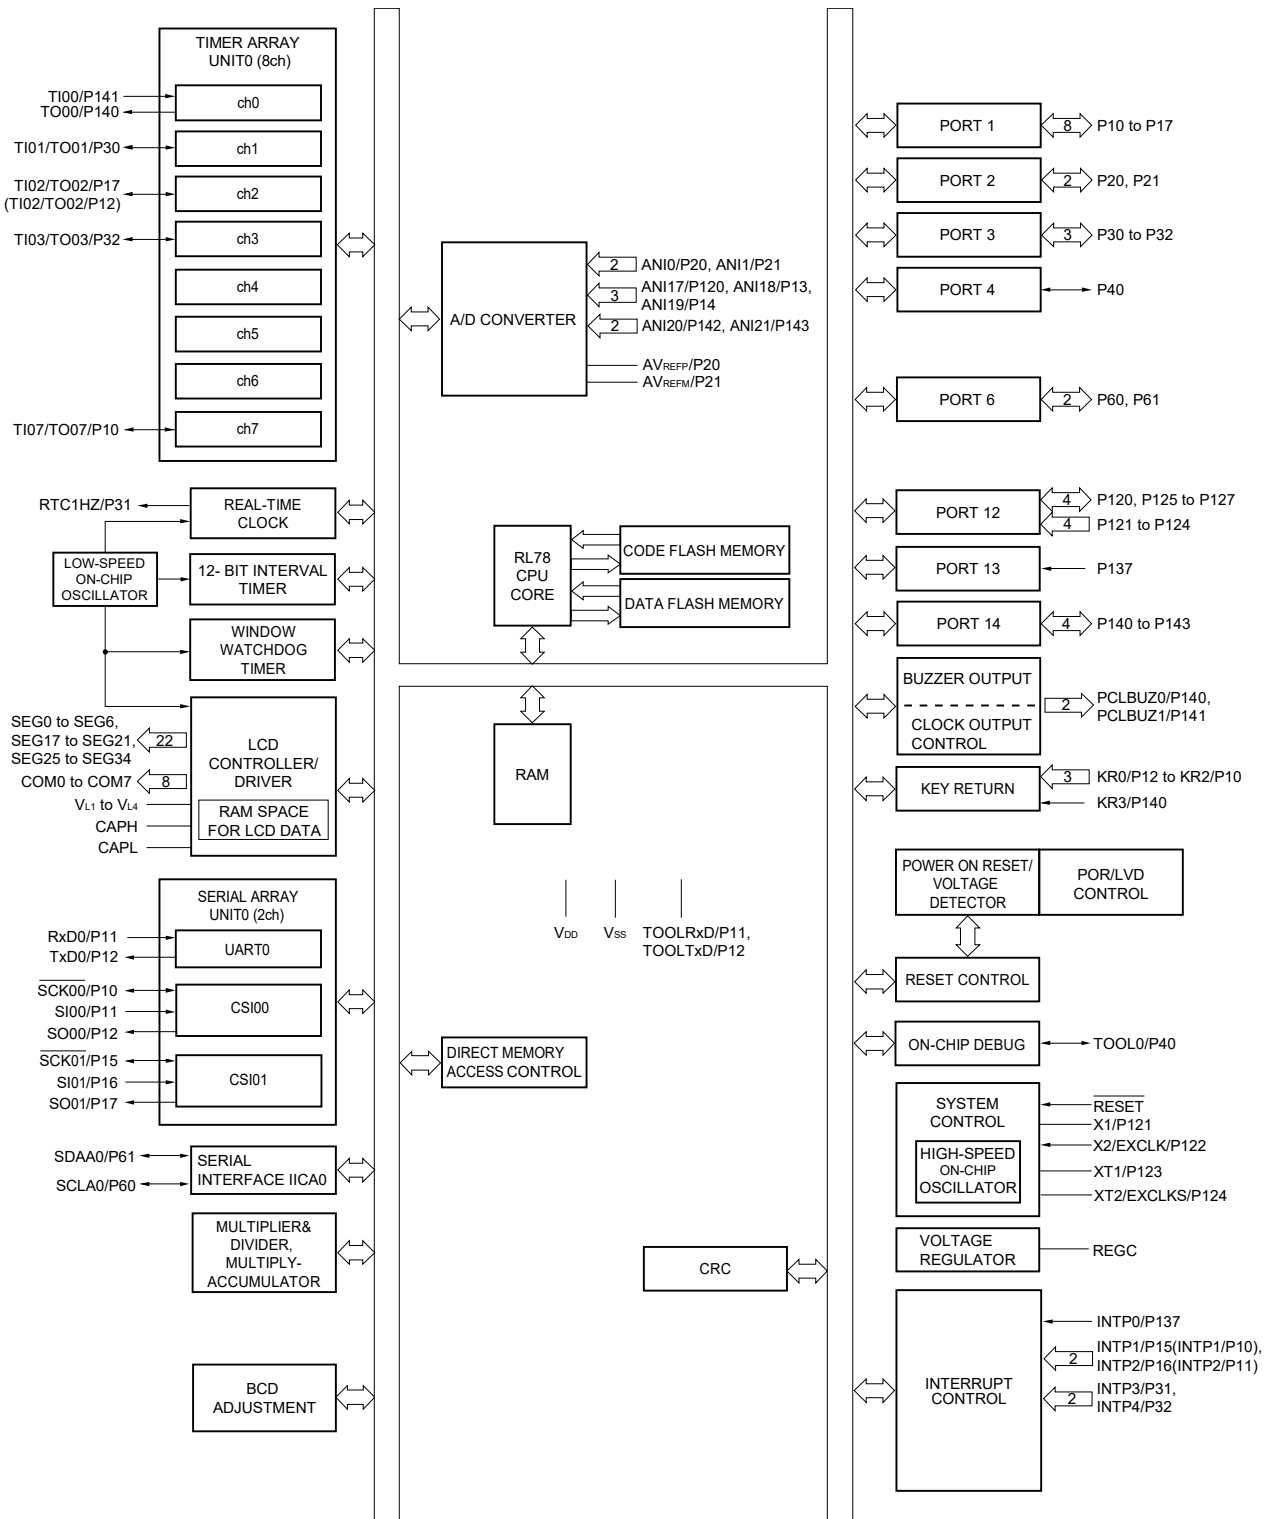 TIMER ARRAY
UNIT0 (8ch)
TI00/P141
TO00/P140
ch0
TI01/TO01/P30
ch1
TI02/TO02/P17
(TI02/TO02/P12)
ch2
TI03/TO03/P32
ch3
ch4
ch5
ch6
TI07/TO07/P10
ch7
RTC1HZ/P31
REAL-TIME
CLOCK
LOW-SPEED
ON-CHIP
OSCILLATOR
12- BIT INTERVAL
TIMER
WINDOW
WATCHDOG
TIMER
SEG0 to SEG6,
SEG17 to SEG21,
SEG25 to SEG34
22
COM0 to COM7
8
VL1 to VL4
CAPH
CAPL
LCD
CONTROLLER/
DRIVER
RAM SPACE
FOR LCD DATA
SERIAL ARRAY
UNIT0 (2ch)
RxD0/P11
TxD0/P12
UART0
SCK00/P10
SI00/P11
SO00/P12
CSI00
SCK01/P15
SI01/P16
SO01/P17
CSI01
SDAA0/P61
SCLA0/P60
SERIAL
INTERFACE IICA0
MULTIPLIER&
DIVIDER,
MULTIPLY-
ACCUMULATOR
BCD
ADJUSTMENT
A/D CONVERTER
2
ANI0/P20, ANI1/P21
3
ANI17/P120, ANI18/P13,
ANI19/P14
2
ANI20/P142, ANI21/P143
AVREFP/P20
AVREFM/P21
RL78
CPU
CORE
CODE FLASH MEMORY
DATA FLASH MEMORY
RAM
VDD
VSS
TOOLRxD/P11,
TOOLTxD/P12
DIRECT MEMORY
ACCESS CONTROL
CRC
PORT 1
8
P10 to P17
PORT 2
2
P20, P21
PORT 3
3
P30 to P32
PORT 4
P40
PORT 6
2
P60, P61
PORT 12
4
P120, P125 to P127
4
P121 to P124
PORT 13
P137
PORT 14
4
P140 to P143
BUZZER OUTPUT
CLOCK OUTPUT
CONTROL
2
PCLBUZ0/P140,
PCLBUZ1/P141
KEY RETURN
3
KR0/P12 to KR2/P10
KR3/P140
POWER ON RESET/
VOLTAGE
DETECTOR
POR/LVD
CONTROL
RESET CONTROL
ON-CHIP DEBUG
TOOL0/P40
SYSTEM
CONTROL
HIGH-SPEED
ON-CHIP
OSCILLATOR
RESET
X1/P121
X2/EXCLK/P122
XT1/P123
XT2/EXCLKS/P124
VOLTAGE
REGULATOR
REGC
INTERRUPT
CONTROL
INTP0/P137
2
INTP1/P15(INTP1/P10),
INTP2/P16(INTP2/P11)
2
INTP3/P31,
INTP4/P32